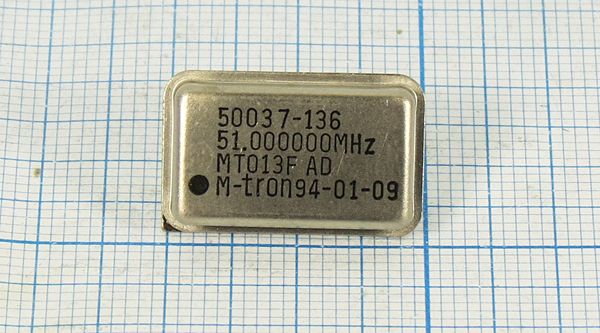 50037-136
51.000000MHz
MT013F AD
M-tron94-01-09